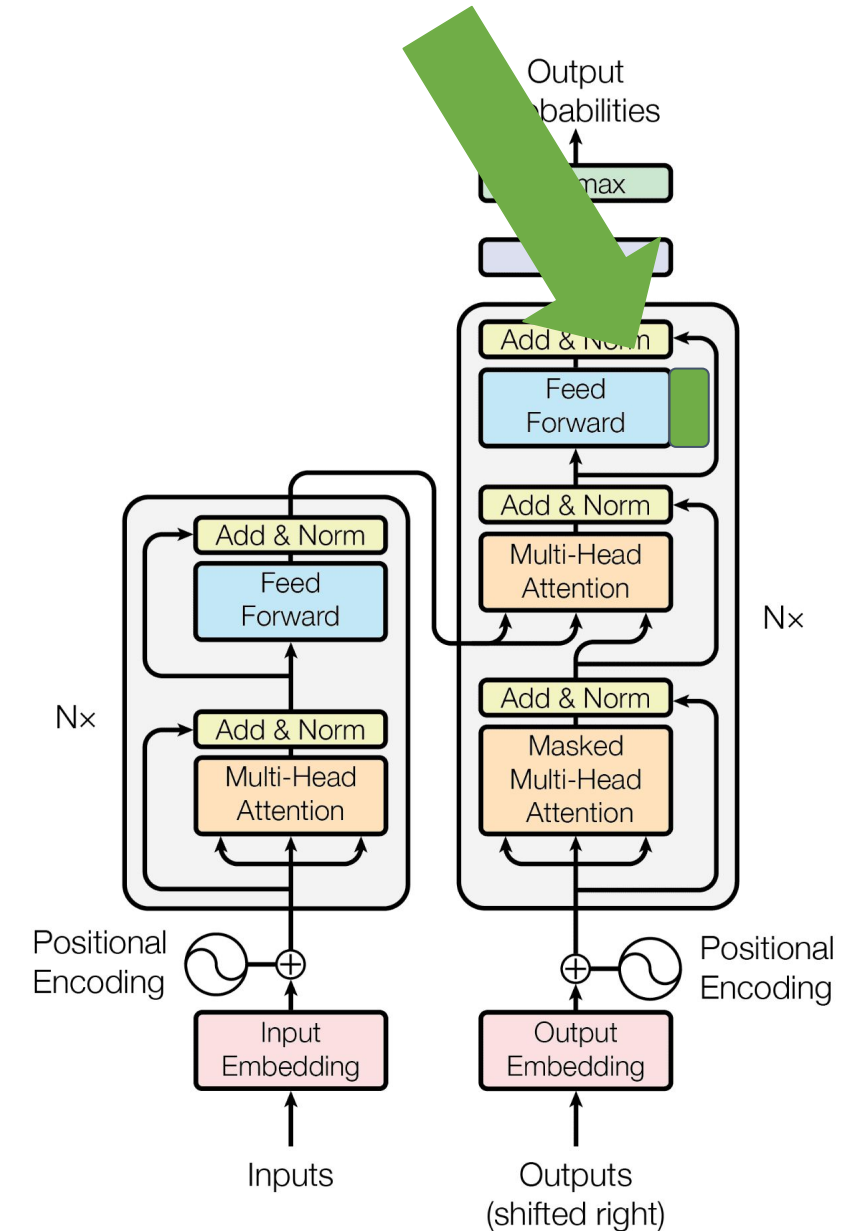 Output
max
Add & Norm
Feed
Forward
Add & Norm
Multi-Head
Attention
Add & Norm
Feed
Forward
Nx
Add & Norm
Masked
Multi-Head
Attention
Nx
Add & Norm
Multi-Head
Attention
Positional
Encoding
Positional
Encoding
Input
Embedding
Output
Embedding
Inputs
Outputs
(shifted right)